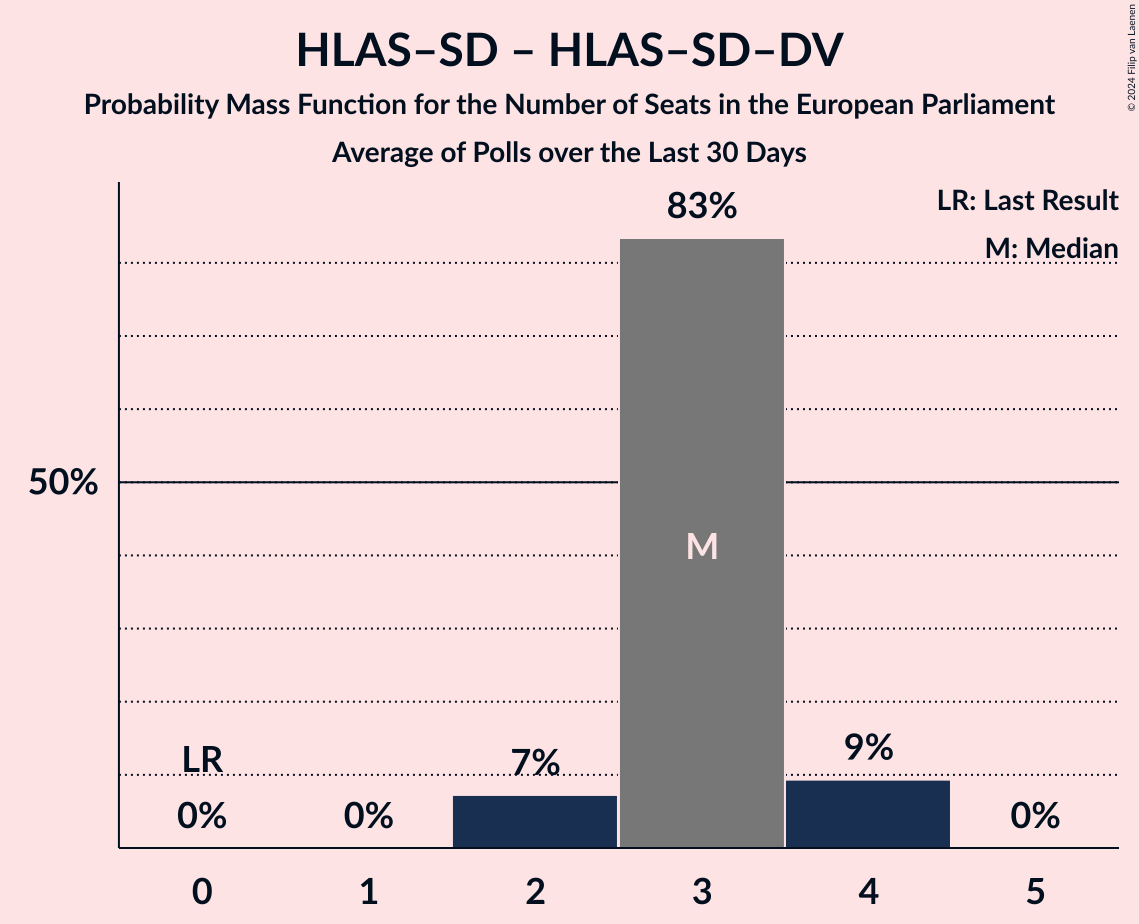 HLAS–SD – HLAS–SD–DV
Probability Mass Function for the Number of Seats in the European Parliament
Average of Polls over the Last 30 Days
© 2024 Filip van Laenen
LR: Last Result
M: Median
83%
50%
M
LR
7%
9%
0%
0%
0%
0
1
2
3
4
5